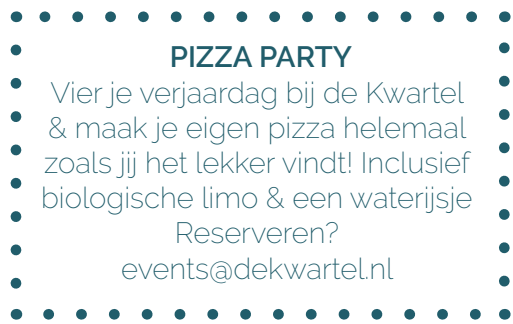 PIZZA PARTY
Vier je verjaardag bij de Kwartel
& maak je eigen pizza helemaal
zoals jij het lekker vindt! Inclusief
biologische limo & een waterijsje
Reserveren?
events@dekwartel.nl